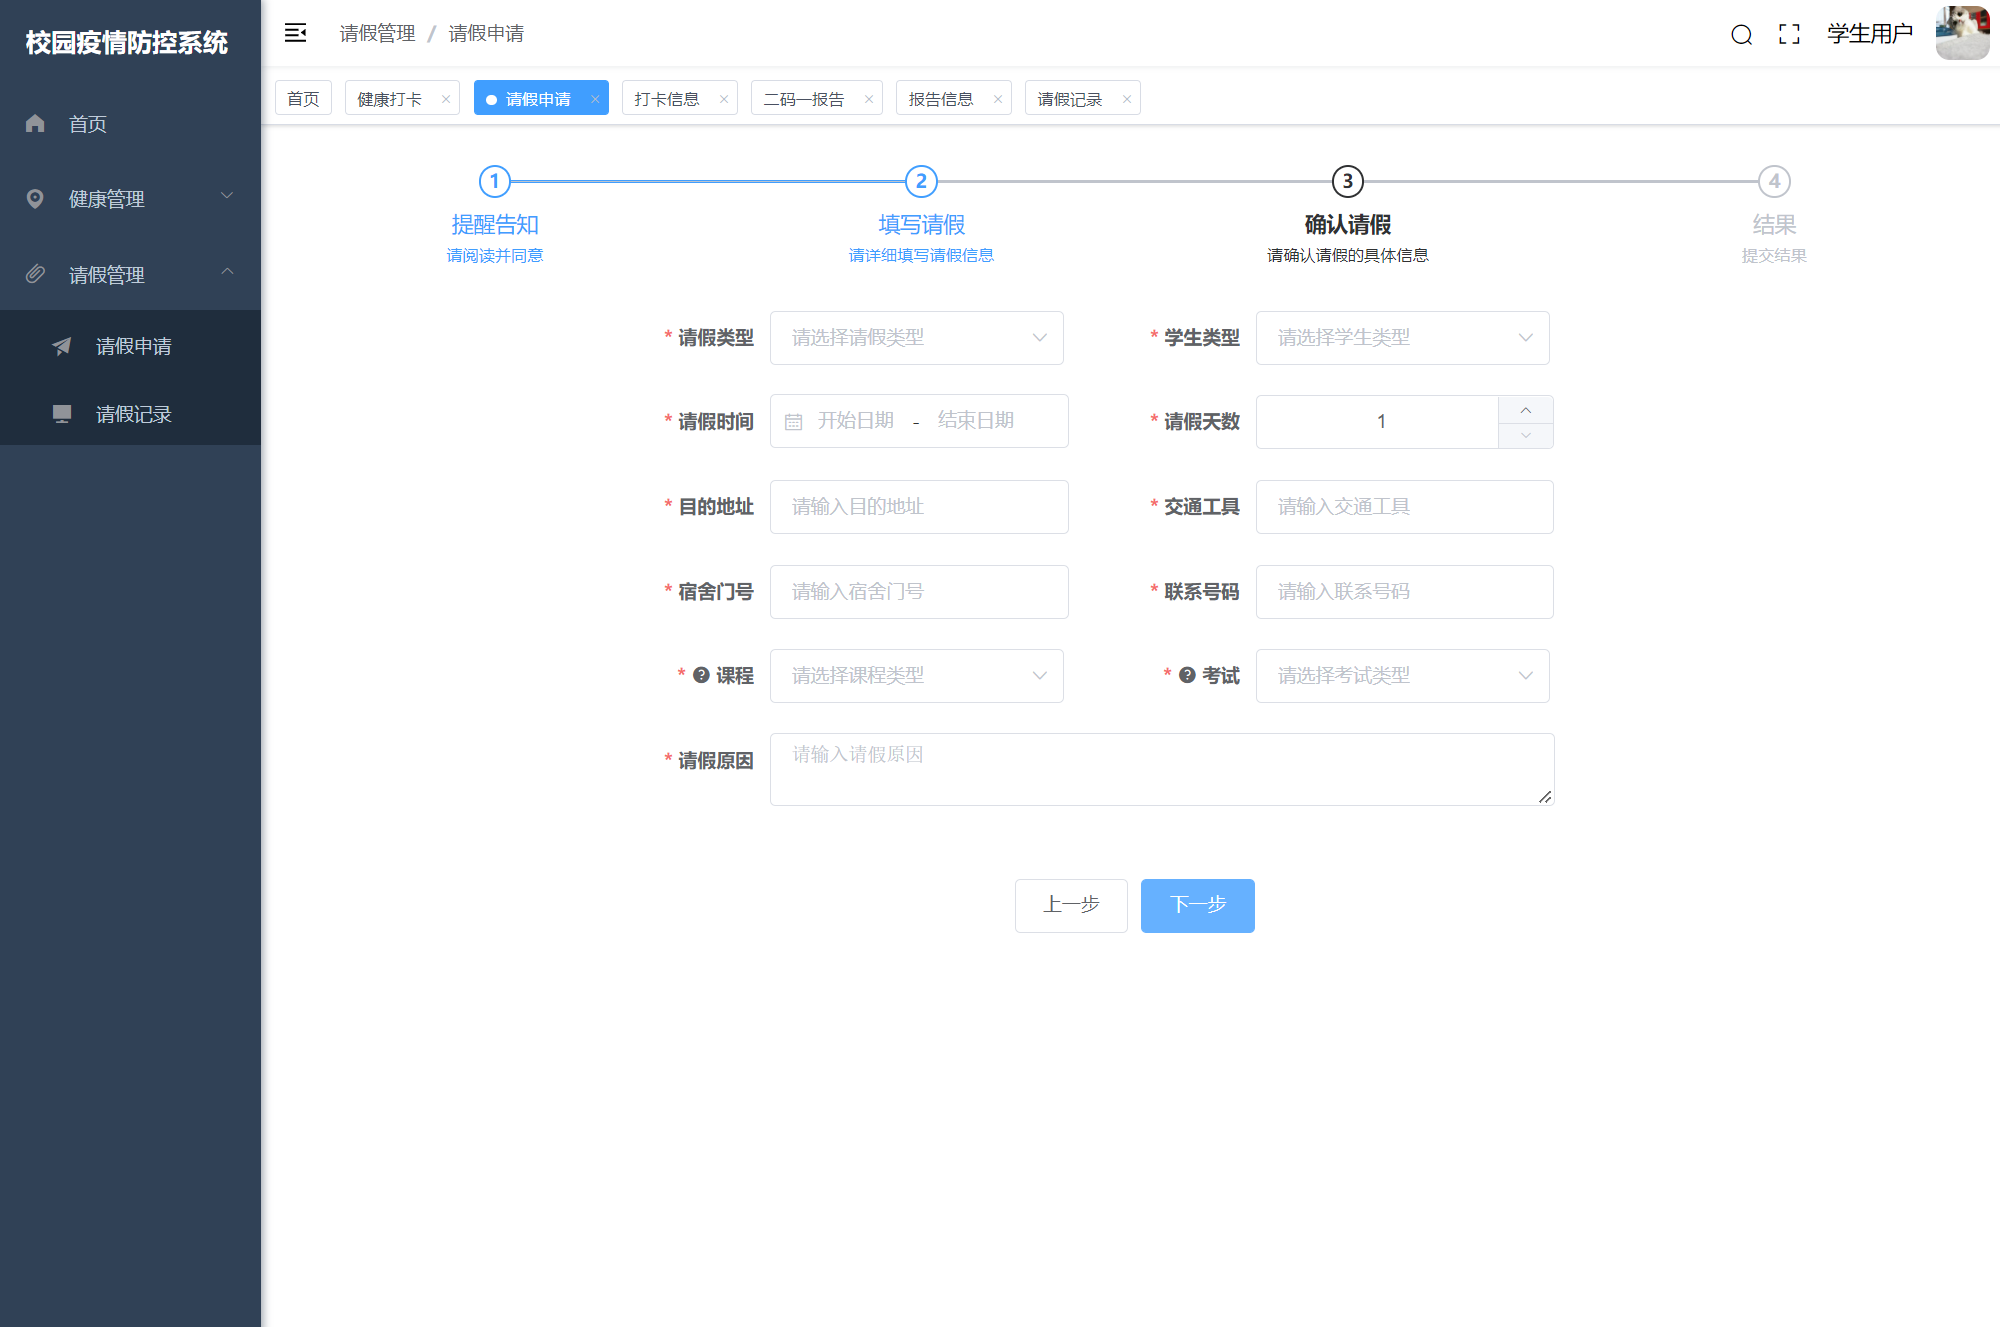 校园疫情防控系统
请假管理 / 请假申请
学生用户
首页
健康打卡
请假申请
打卡信息
二码一报告
报告信息
请假记录
首页
健康管理
请假管理
请假申请
请假记录
1
2
3
4
提醒告知
填写请假
确认请假
结果
请阅读并同意
请详细填写请假信息
请确认请假的具体信息
提交结果
* 请假类型 请选择请假类型
* 学生类型 请选择学生类型
* 请假时间 开始日期 - 结束日期
* 请假天数 1
* 目的地址 请输入目的地址
* 交通工具 请输入交通工具
* 宿舍门号 请输入宿舍门号
* 联系号码 请输入联系号码
* ? 课程 请选择课程类型
* ? 考试 请选择考试类型
* 请假原因 请输入请假原因
上一步
下一步